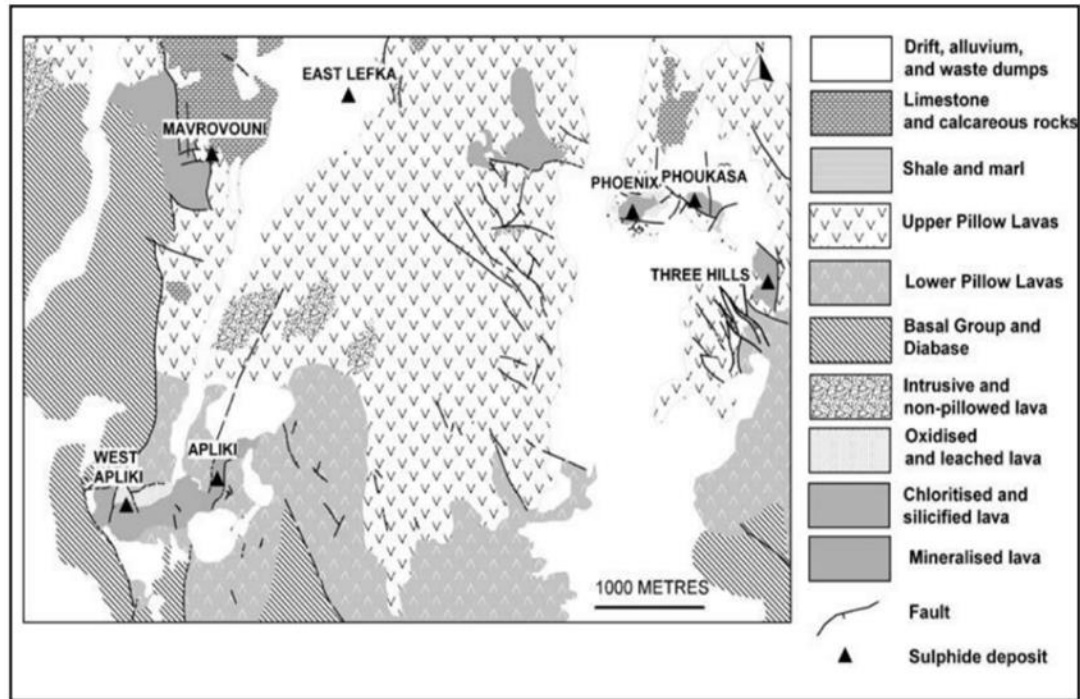 EAST LEFKA
N
MAVROVOUNI
PHOENIX
PHOUKASA
THREE HILLS
WEST
APLIKI
APLIKI
1000 METRES
Drift, alluvium,
and waste dumps
Limestone
and calcareous rocks
Shale and marl
Upper Pillow Lavas
Lower Pillow Lavas
Basal Group and
Diabase
Intrusive and
non-pillowed lava
Oxidised
and leached lava
Chloritised and
silicified lava
Mineralised lava
Fault
Sulphide deposit